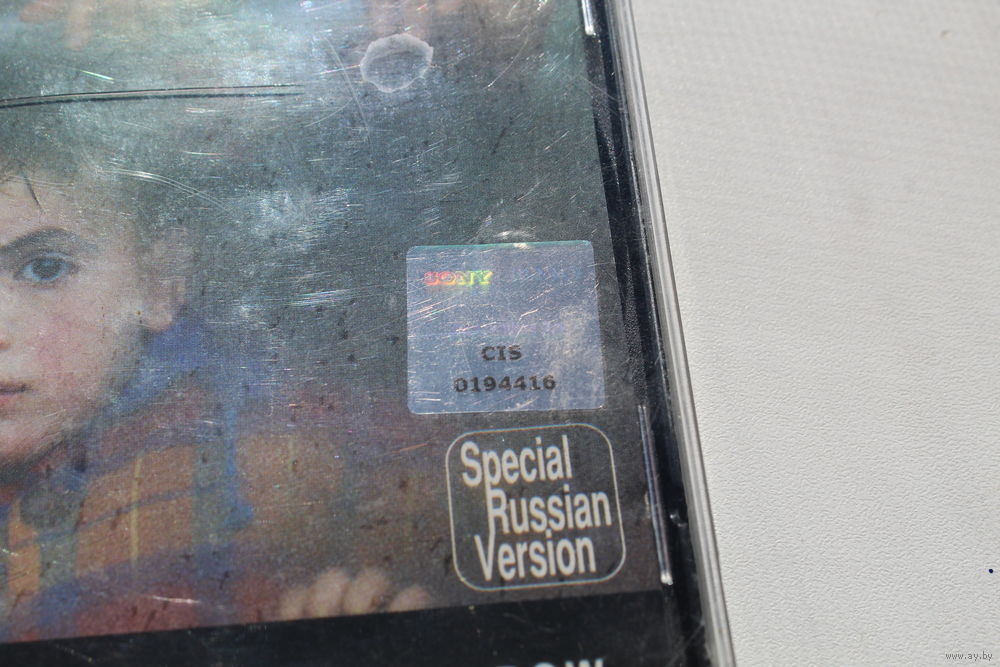 SONY
CIS
0194416
Special
Russian
Version
www.ay.by